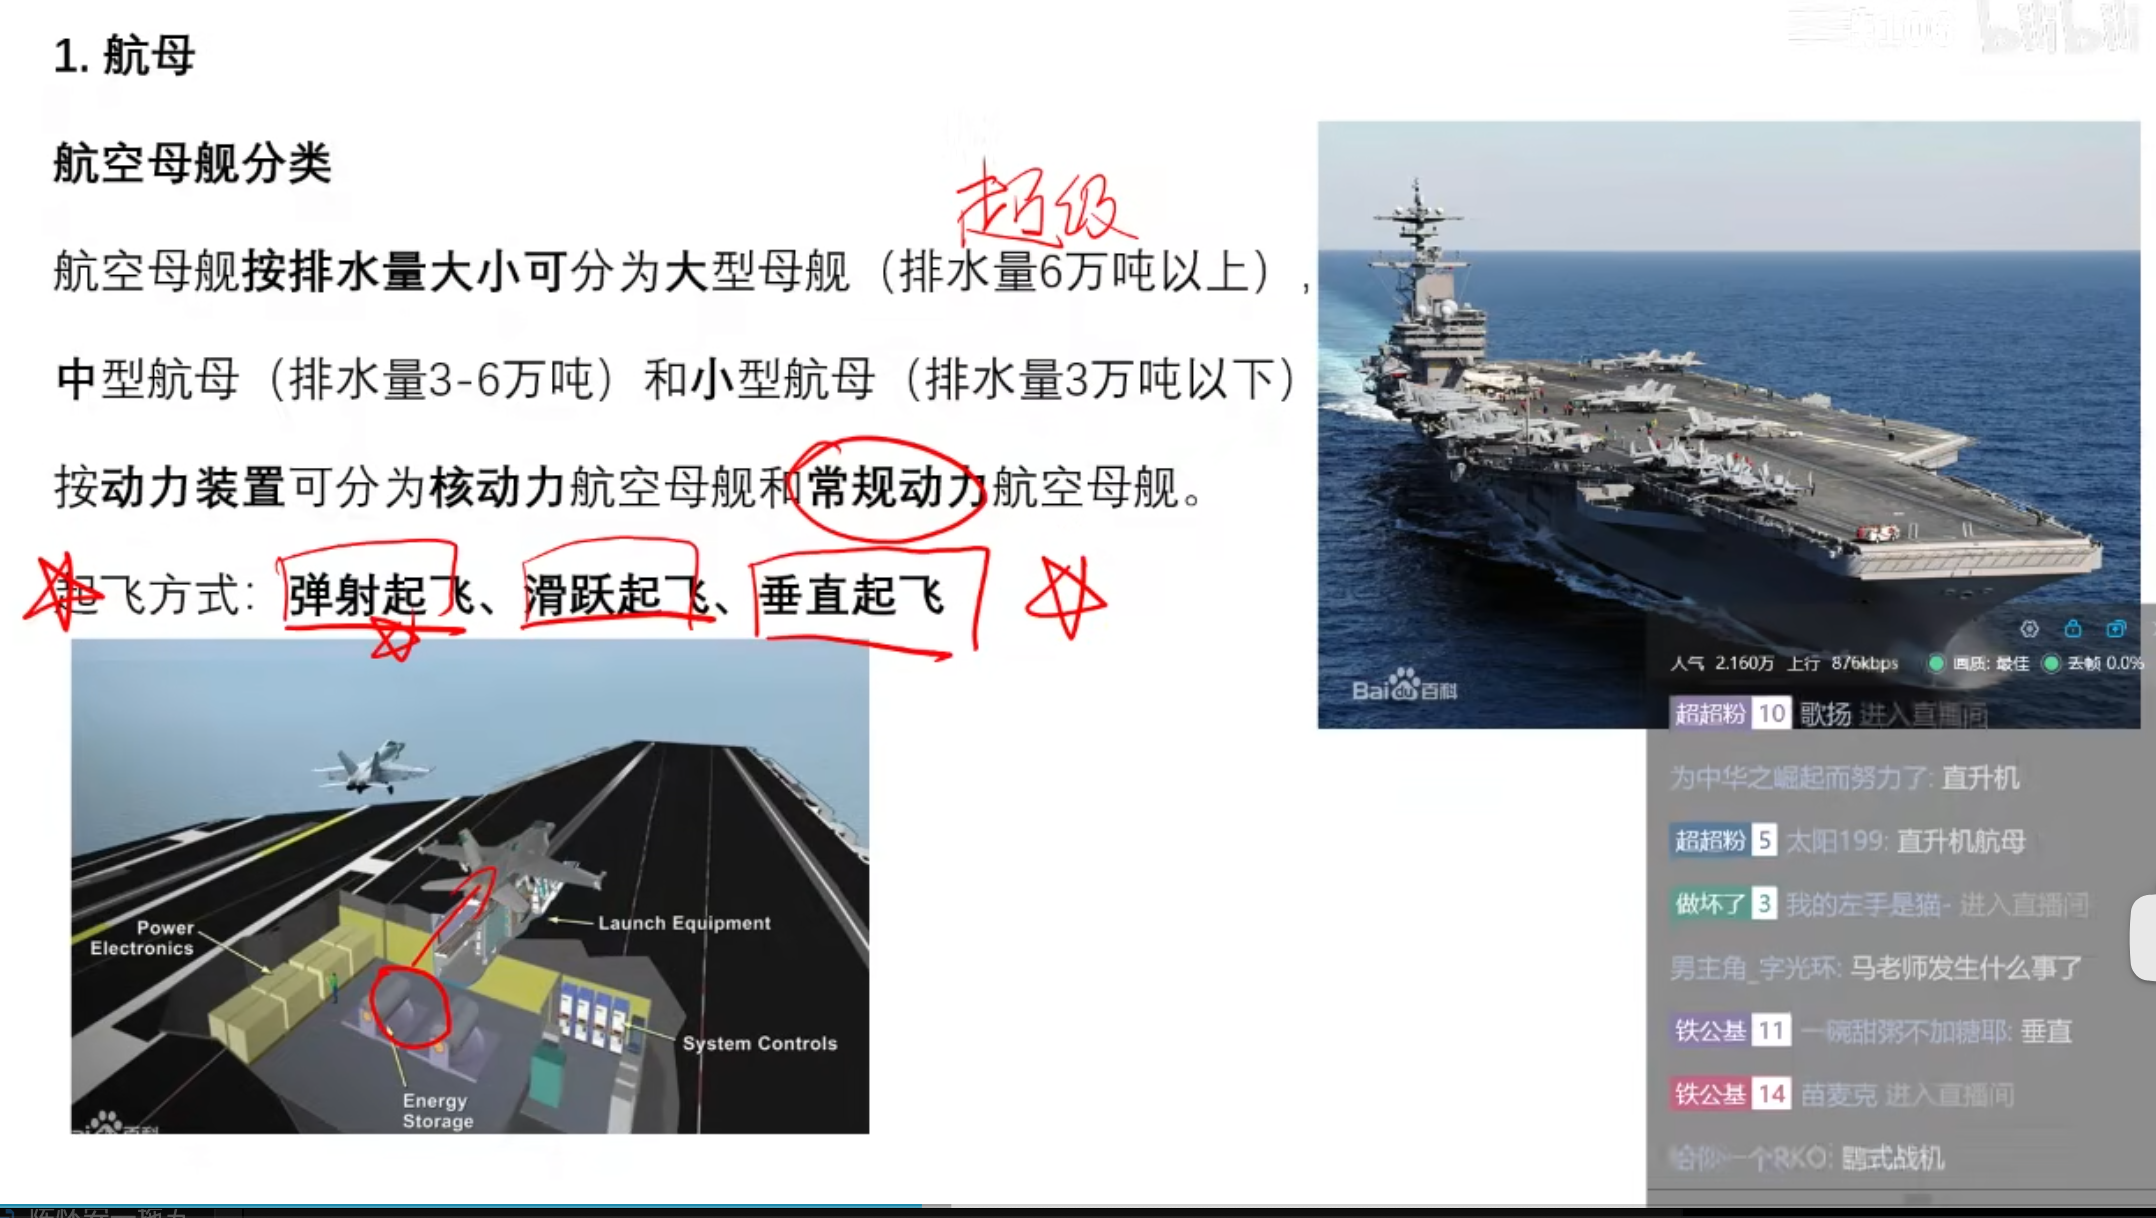 1. 航母
航空母舰分类
超级
航空母舰按排水量大小可分为大型母舰（排水量6万吨以上）,
中型航母（排水量3-6万吨）和小型航母（排水量3万吨以下）
按动力装置可分为核动力航空母舰和常规动力航空母舰。
起飞方式：弹射起飞、滑跃起飞、垂直起飞
Power
Electronics
Launch Equipment
System Controls
Energy
Storage
Baidu百科
bilibili
人气 2.160万 上行 876kbps 画质: 最佳 丢帧 0.0%
超超粉 10 歌扬 进入直播间
为中华之崛起而努力了: 直升机
超超粉 5 太阳199: 直升机航母
做坏了 3 我的左手是猫- 进入直播间
男主角_字光环: 马老师发生什么事了
铁公基 11 一碗甜粥不加糖耶: 垂直
铁公基 14 苗麦克 进入直播间
给你一个RKO: 鹞式战机